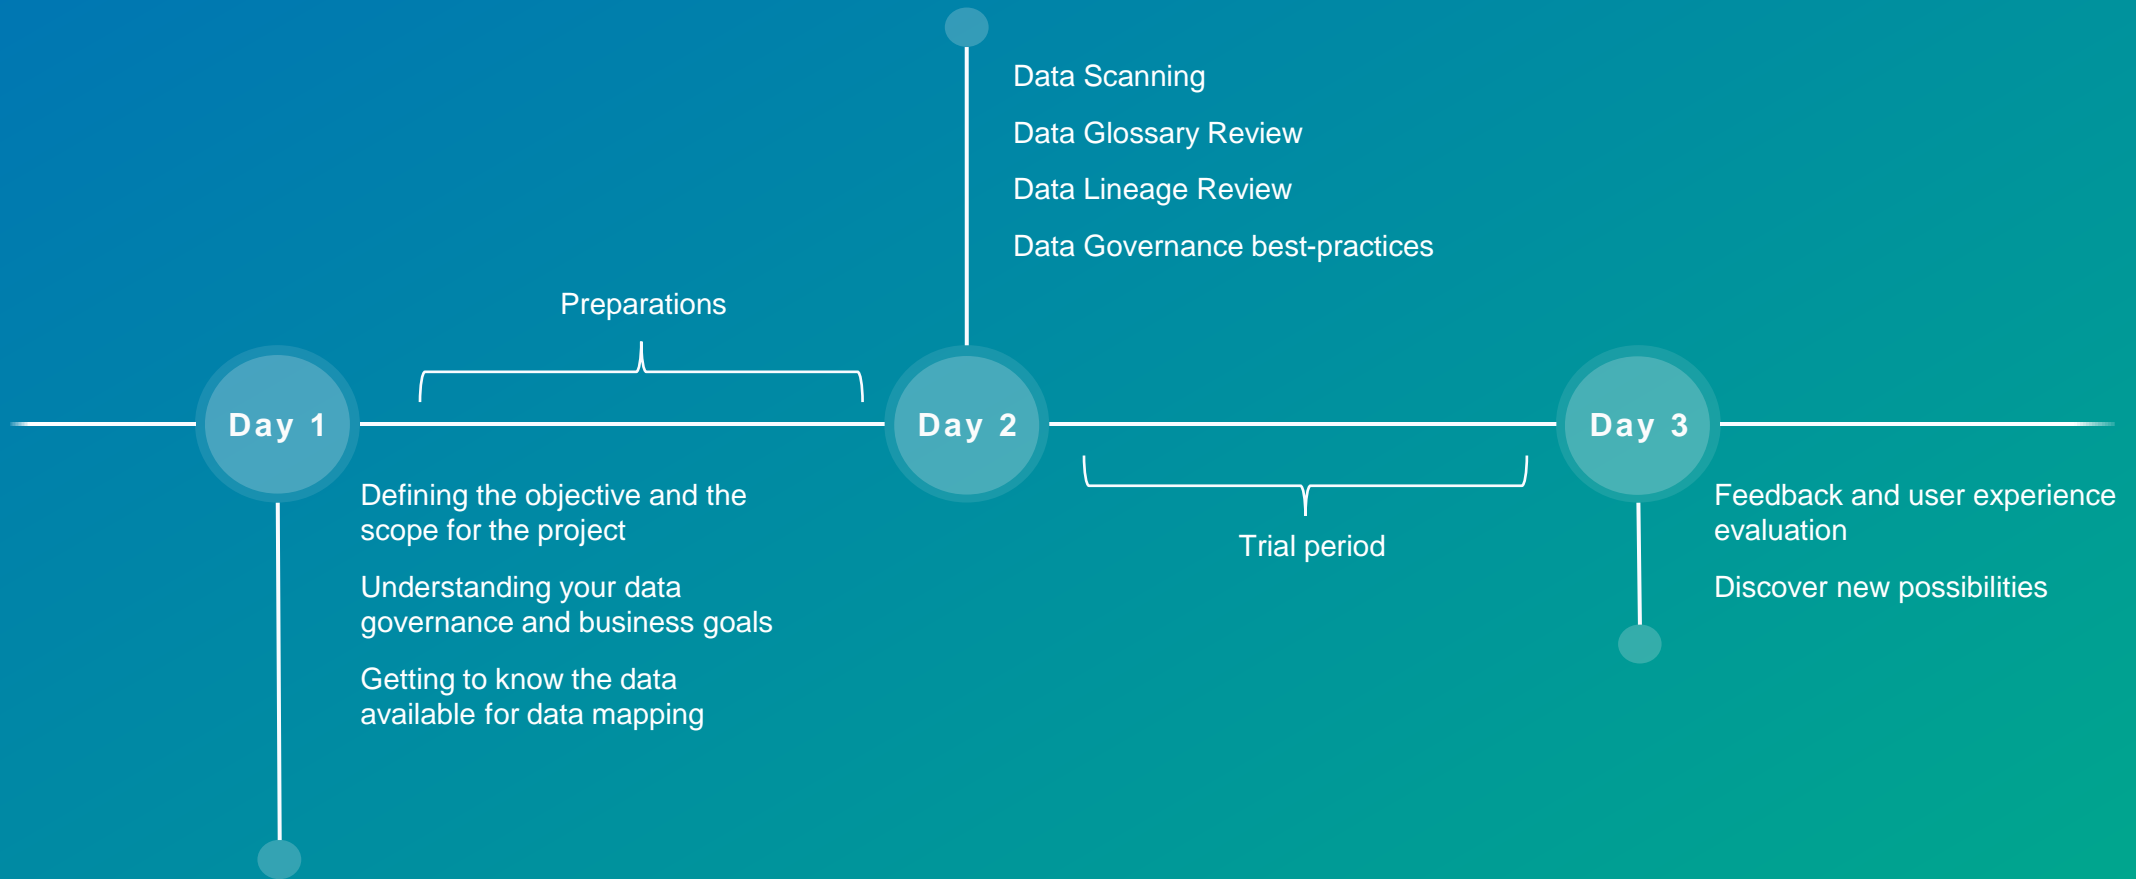 Data Scanning
Data Glossary Review
Data Lineage Review
Data Governance best-practices
Preparations
Day 1
Day 2
Day 3
Defining the objective and the
scope for the project
Understanding your data
governance and business goals
Getting to know the data
available for data mapping
Trial period
Feedback and user experience
evaluation
Discover new possibilities